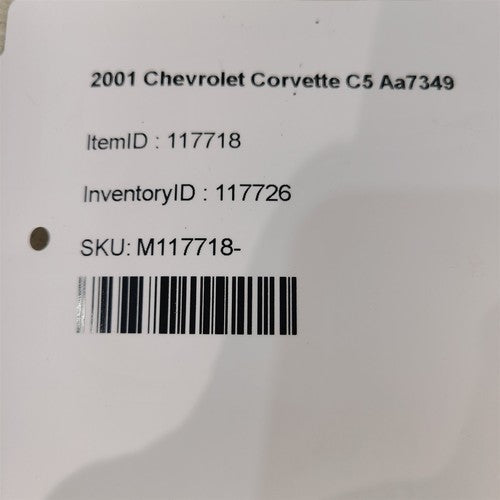 2001 Chevrolet Corvette C5 Aa7349
ItemID : 117718
InventoryID : 117726
SKU: M117718-